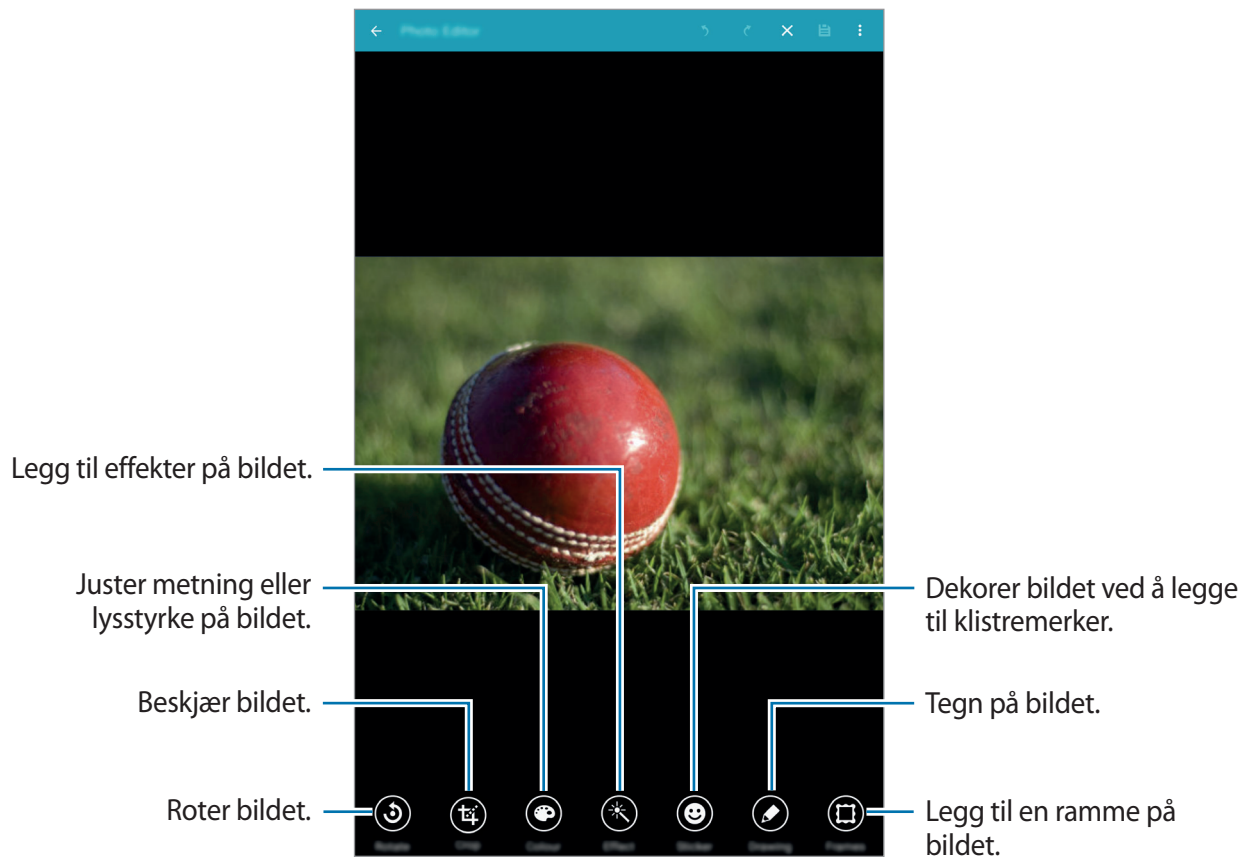 Photo Editor
Legg til effekter på bildet.
Juster metning eller
lysstyrke på bildet.
Beskjær bildet.
Roter bildet.
Dekorer bildet ved å legge
til klistremerker.
Tegn på bildet.
Legg til en ramme på
bildet.
Rotate
Crop
Colour
Effect
Sticker
Drawing
Frames